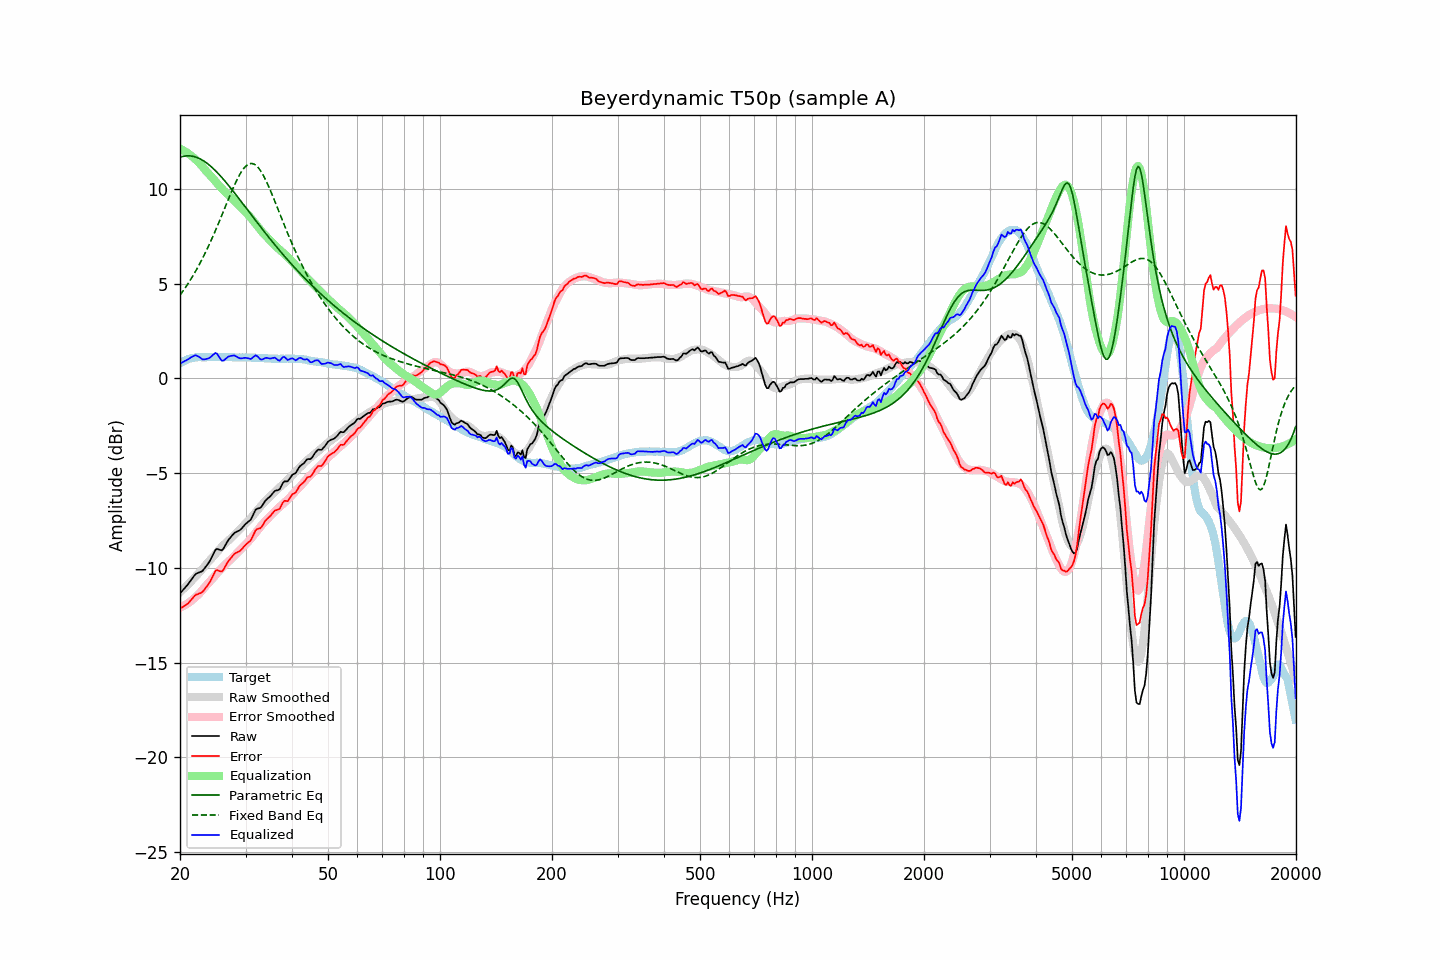 Beyerdynamic T50p (sample A)
Amplitude (dBr)
10
5
0
−5
−10
−15
−20
−25
Target
Raw Smoothed
Error Smoothed
Raw
Error
Equalization
Parametric Eq
Fixed Band Eq
Equalized
20 50 100 200 500 1000 2000 5000 10000 20000
Frequency (Hz)